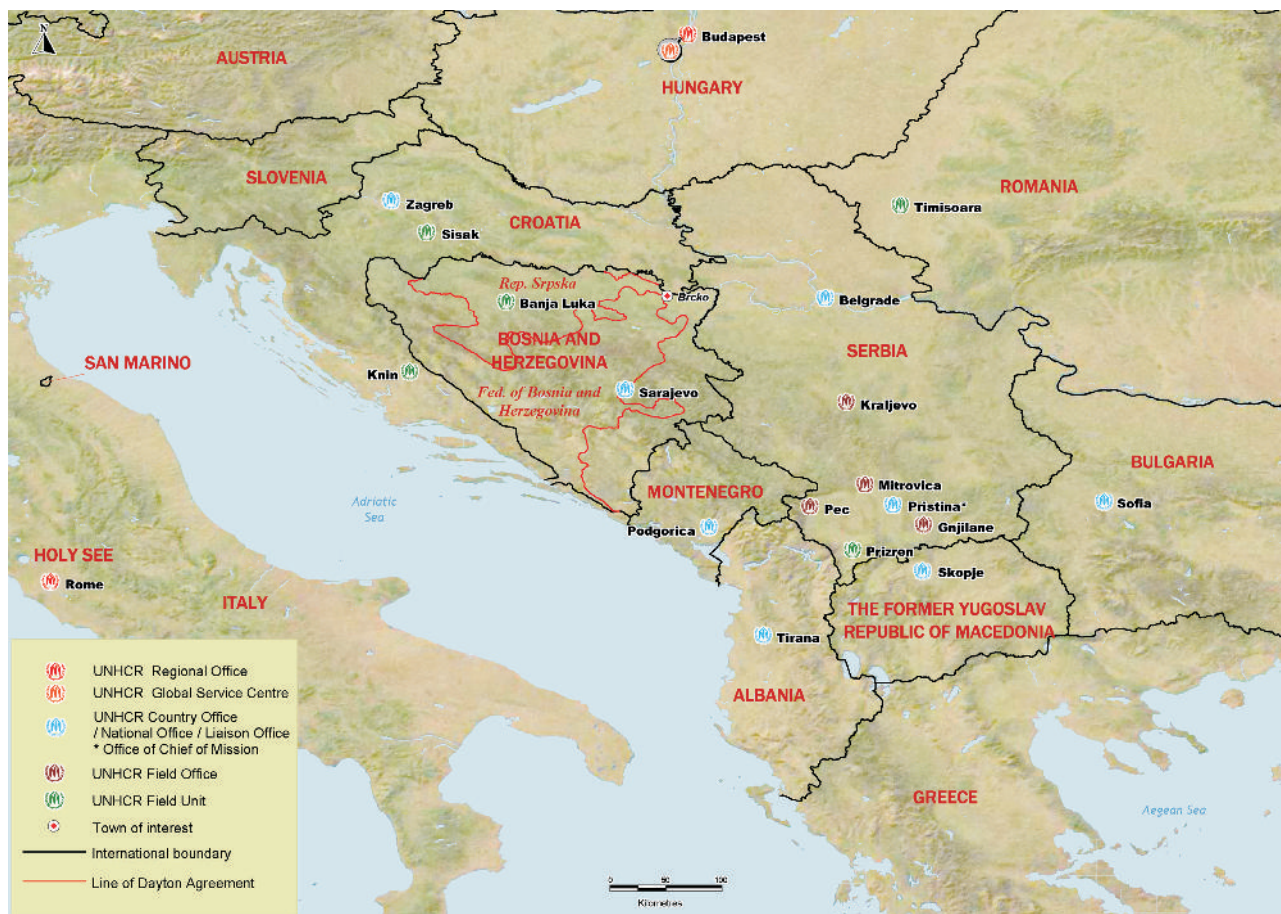 N
AUSTRIA
Budapest
HUNGARY
SLOVENIA
ROMANIA
Zagreb
Timisoara
CROATIA
Sisak
Rep. Srpska
Brcko
Belgrade
Banja Luka
BOSNIA AND
HERZEGOVINA
SERBIA
SAN MARINO
Knin
Fed. of Bosnia and
Herzegovina
Sarajevo
Kraljevo
BULGARIA
Adriatic
Sea
MONTENEGRO
Mitrovica
Pec
Pristina*
Sofia
Gnjilane
Podgorica
Prizren
HOLY SEE
Rome
Skopje
ITALY
THE FORMER YUGOSLAV
REPUBLIC OF MACEDONIA
Tirana
ALBANIA
GREECE
Aegean Sea
UNHCR Regional Office
UNHCR Global Service Centre
UNHCR Country Office
/ National Office / Liaison Office
* Office of Chief of Mission
UNHCR Field Office
UNHCR Field Unit
Town of interest
International boundary
Line of Dayton Agreement
0 50 100
Kilometres